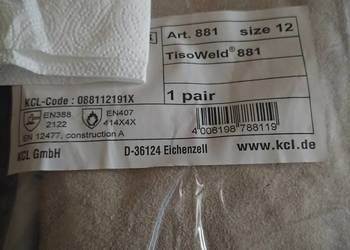 Art. 881 size 12
TisoWeld® 881
KCL-Code : 088112191X
1 pair
EN388 EN407
2122 414X4X
4 006198 788119
EN 12477, construction A
KCL GmbH D-36124 Eichenzell www.kcl.de